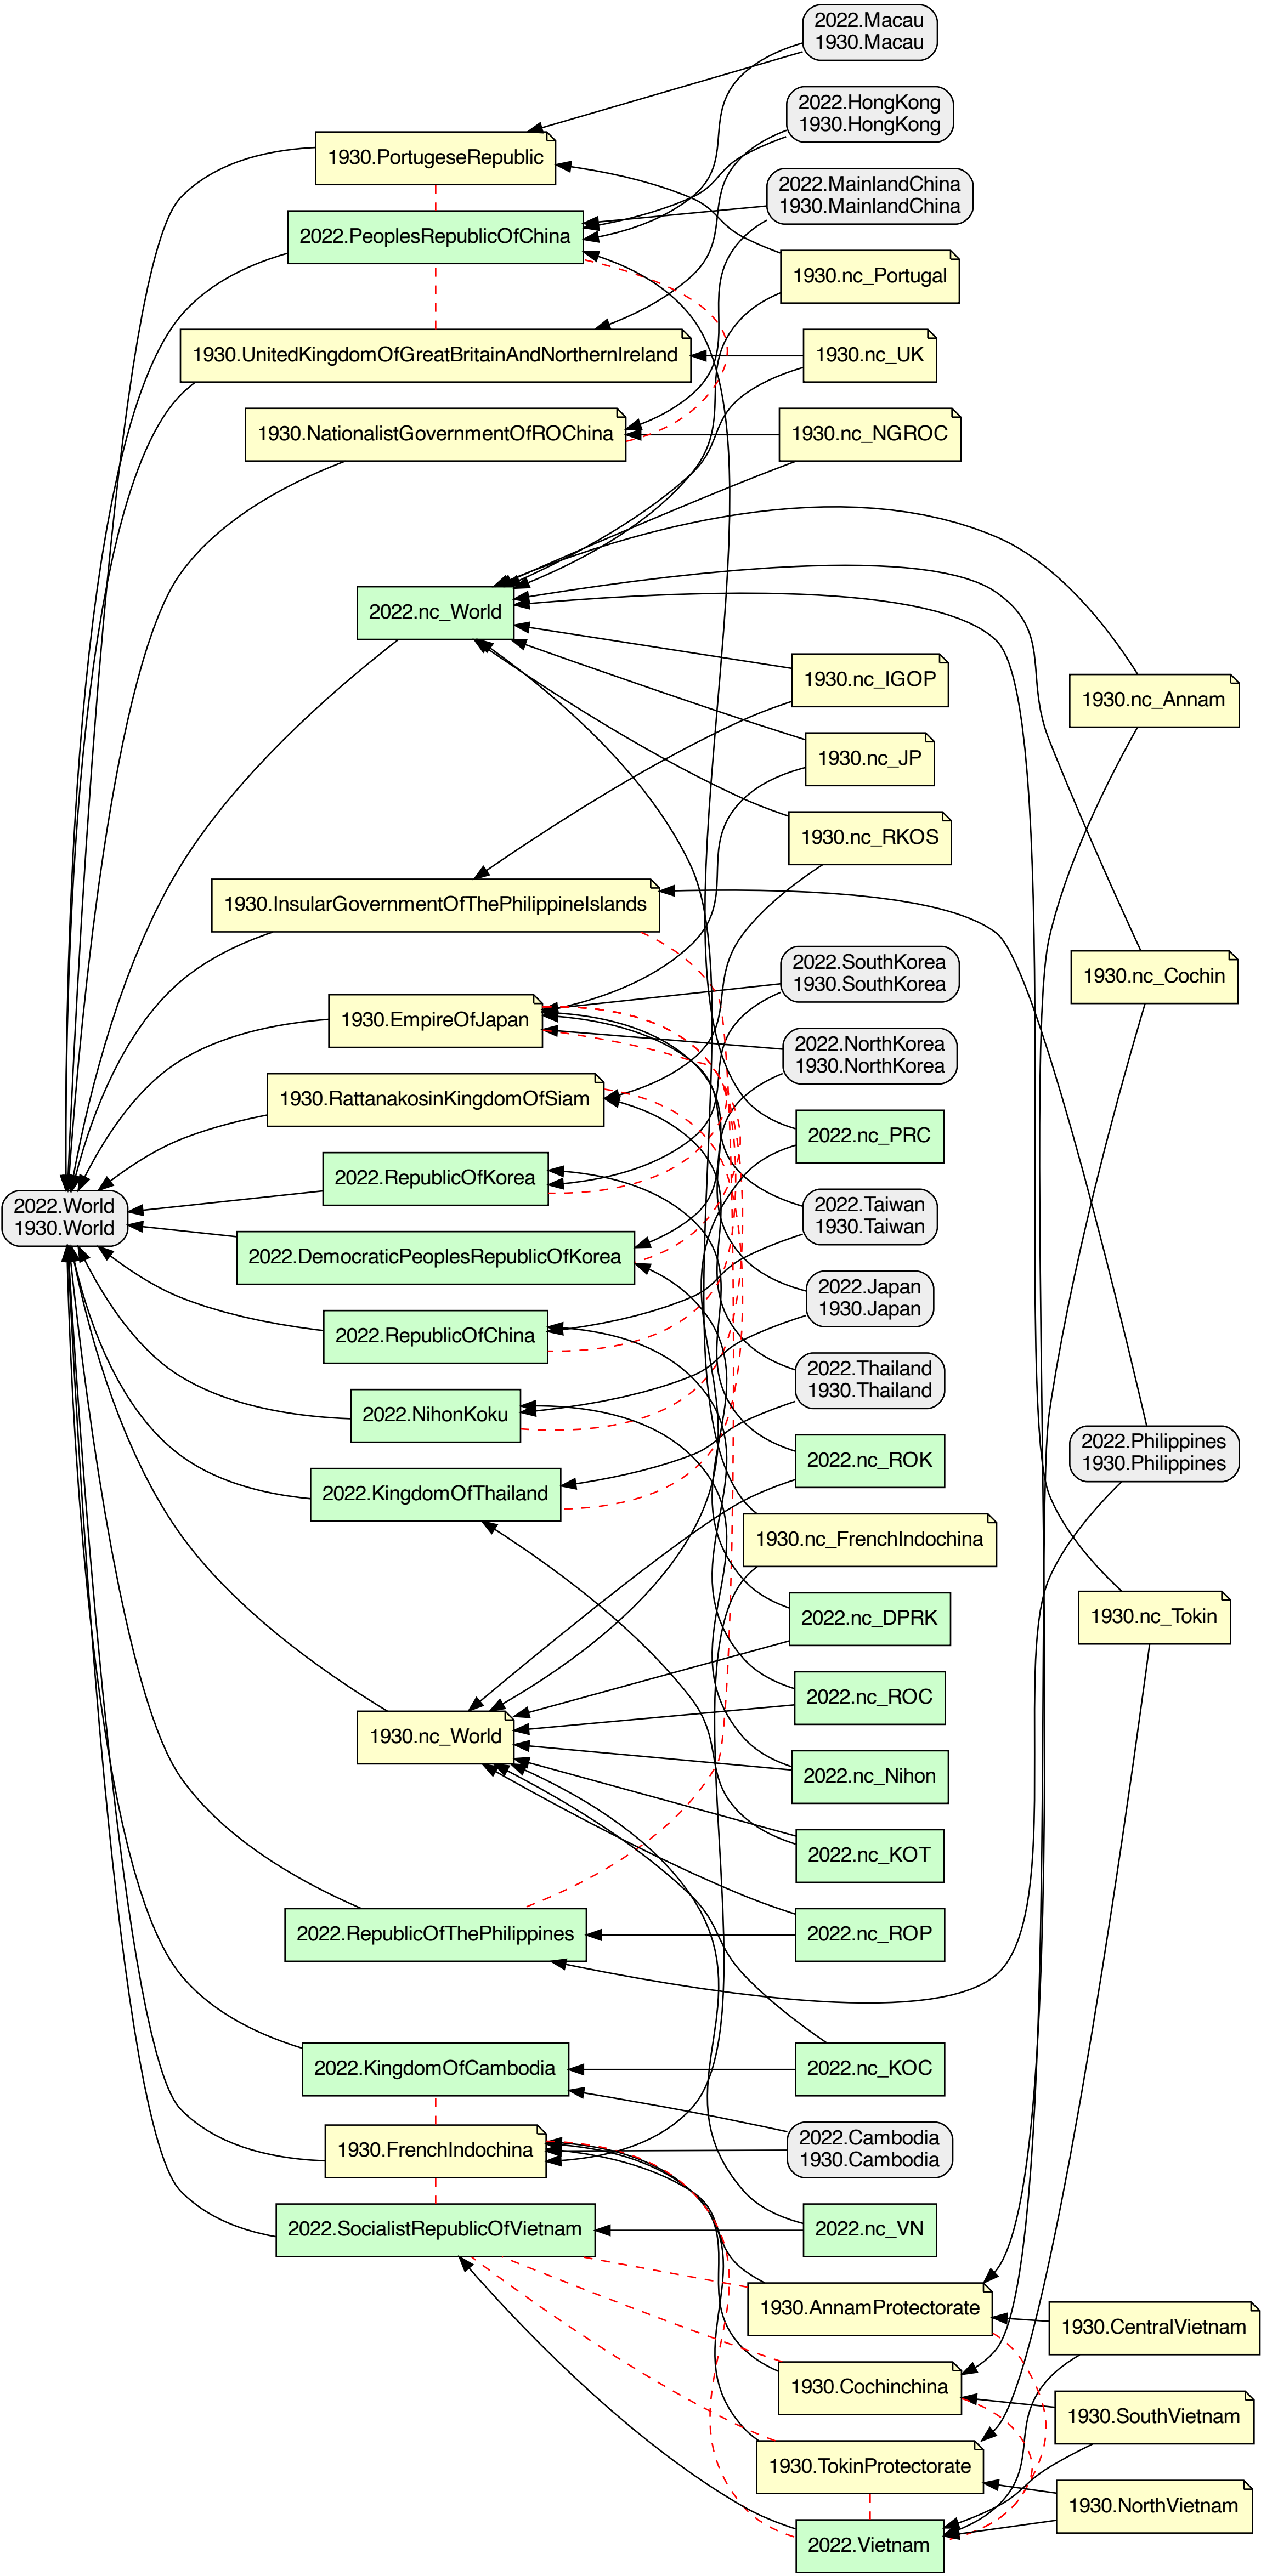 2022.Macau
1930.Macau
2022.HongKong
1930.HongKong
1930.PortugeseRepublic
2022.MainlandChina
1930.MainlandChina
2022.PeoplesRepublicOfChina
1930.nc_Portugal
1930.UnitedKingdomOfGreatBritainAndNorthernIreland
1930.nc_UK
1930.NationalistGovernmentOfROChina
1930.nc_NGROC
2022.nc_World
1930.nc_IGOP
1930.nc_Annam
1930.nc_JP
1930.nc_RKOS
1930.InsularGovernmentOfThePhilippineIslands
2022.SouthKorea
1930.SouthKorea
1930.nc_Cochin
1930.EmpireOfJapan
2022.NorthKorea
1930.NorthKorea
1930.RattanakosinKingdomOfSiam
2022.nc_PRC
2022.RepublicOfKorea
2022.World
1930.World
2022.Taiwan
1930.Taiwan
2022.DemocraticPeoplesRepublicOfKorea
2022.Japan
1930.Japan
2022.RepublicOfChina
2022.Thailand
1930.Thailand
2022.NihonKoku
2022.Philippines
1930.Philippines
2022.nc_ROK
2022.KingdomOfThailand
1930.nc_FrenchIndochina
2022.nc_DPRK
1930.nc_Tokin
2022.nc_ROC
1930.nc_World
2022.nc_Nihon
2022.nc_KOT
2022.RepublicOfThePhilippines
2022.nc_ROP
2022.KingdomOfCambodia
2022.nc_KOC
1930.FrenchIndochina
2022.Cambodia
1930.Cambodia
2022.SocialistRepublicOfVietnam
2022.nc_VN
1930.AnnamProtectorate
1930.CentralVietnam
1930.Cochinchina
1930.SouthVietnam
1930.TokinProtectorate
1930.NorthVietnam
2022.Vietnam